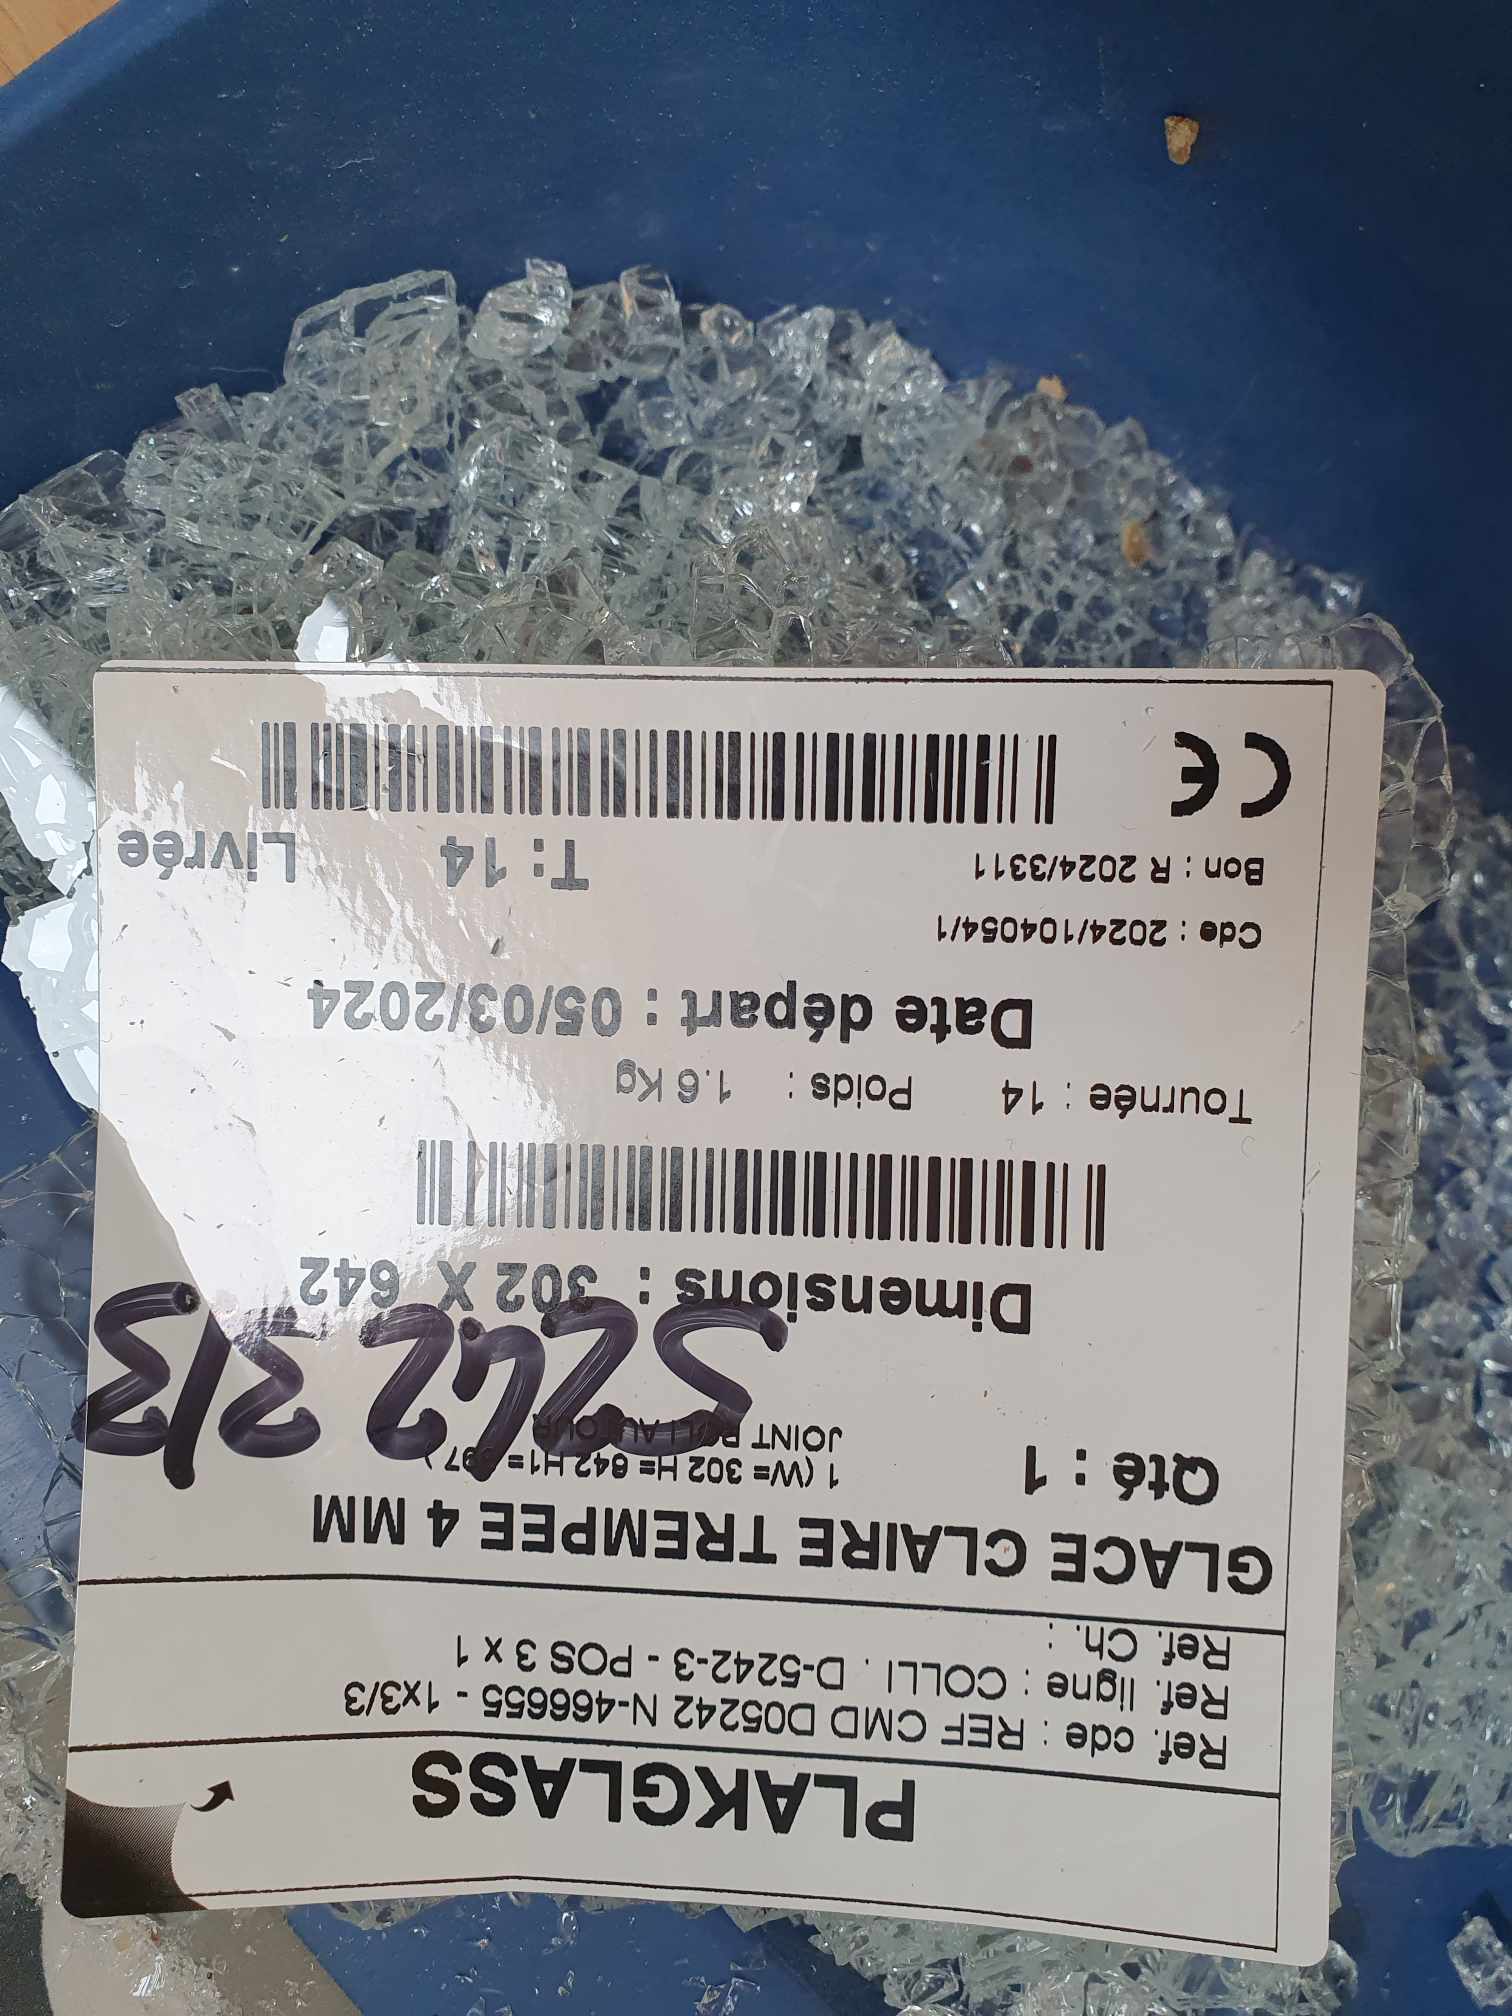 PLAKGLASS
Ref. cde : REF CMD D05242 N-466655 - 1x3/3
Ref. ligne : COLLI . D-5242-3 - POS 3 x 1
Ref. Ch. :
GLACE CLAIRE TREMPEE 4 MM
Qté : 1
1 (W= 302 H= 642 H1=
JOINT
5242 3/3
Dimensions : 302 X 642
Tournée : 14 Poids : 1.6 Kg
Date départ : 05/03/2024
Cde : 2024/104054/1
Bon : R 2024/3311 T: 14 Livrée
CE